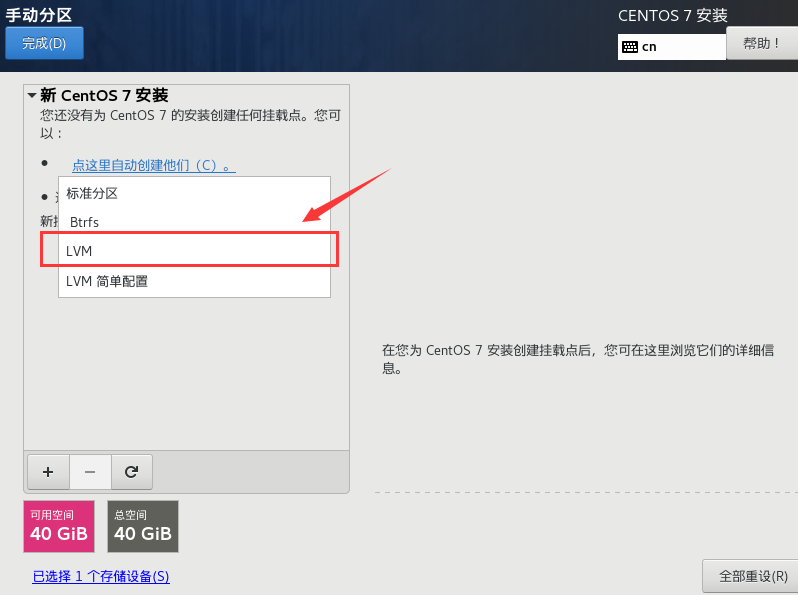 手动分区
CENTOS 7 安装
完成(D)
cn
帮助！
新 CentOS 7 安装
您还没有为 CentOS 7 的安装创建任何挂载点。您可
以：
点这里自动创建他们（C）。
标准分区
新
Btrfs
LVM
LVM 简单配置
在您为 CentOS 7 安装创建挂载点后，您可在这里浏览它们的详细信
息。
+
−
可用空间
40 GiB
总空间
40 GiB
已选择 1 个存储设备(S)
全部重设(R)